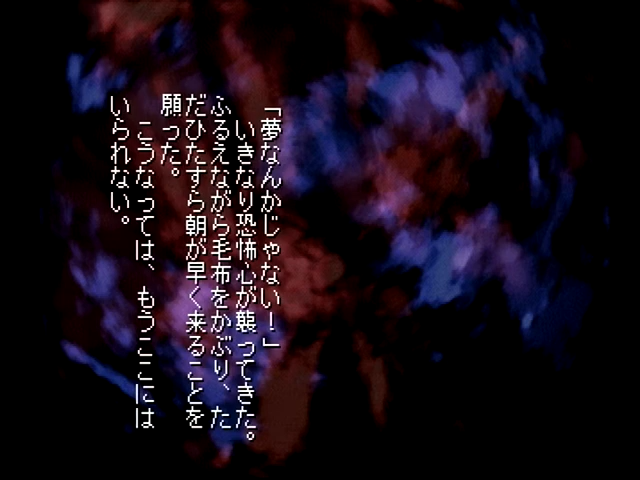 「夢なんかじゃない！」
　いきなり恐怖心が襲ってきた。
ふるえながら毛布をかぶり、た
だひたすら朝が早く来ることを
願った。
　こうなっては、もうここには
いられない。